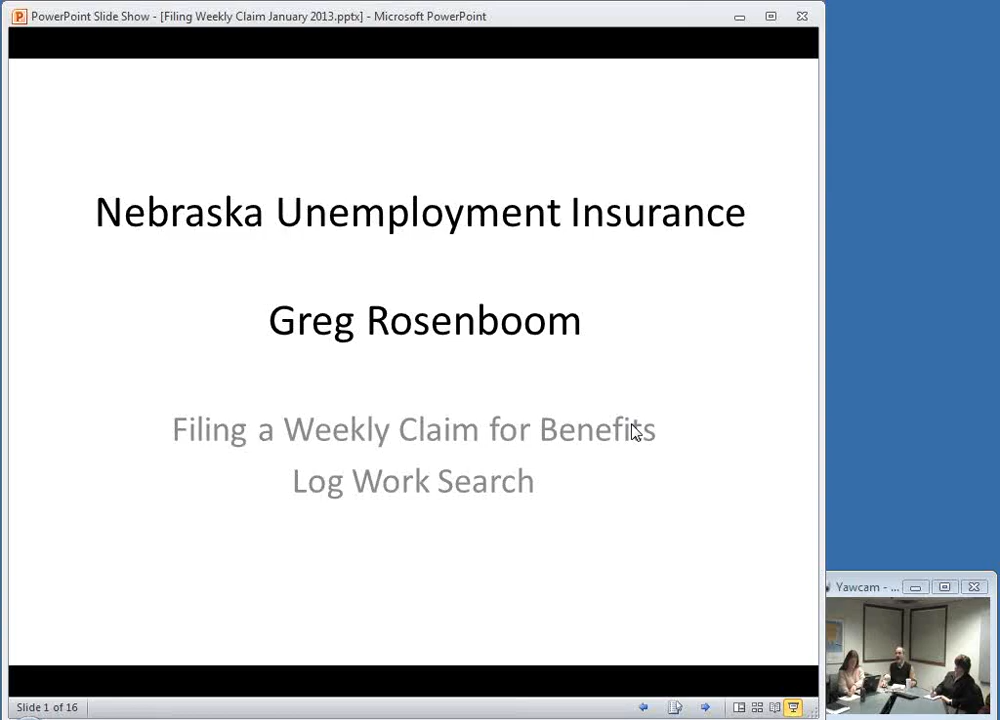 PowerPoint Slide Show - [Filing Weekly Claim January 2013.pptx] - Microsoft PowerPoint
Nebraska Unemployment Insurance
Greg Rosenboom
Filing a Weekly Claim for Benefits
Log Work Search
Yawcam - ...
Slide 1 of 16